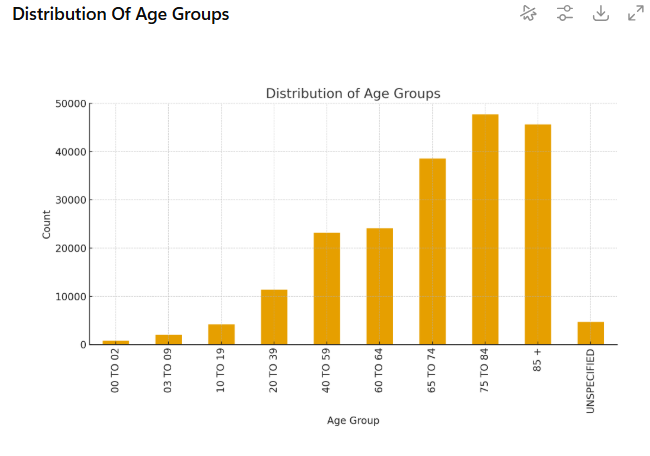 Distribution Of Age Groups
Distribution of Age Groups
50000
40000
30000
20000
10000
0
Count
00 TO 02
03 TO 09
10 TO 19
20 TO 39
40 TO 59
60 TO 64
65 TO 74
75 TO 84
85 +
UNSPECIFIED
Age Group